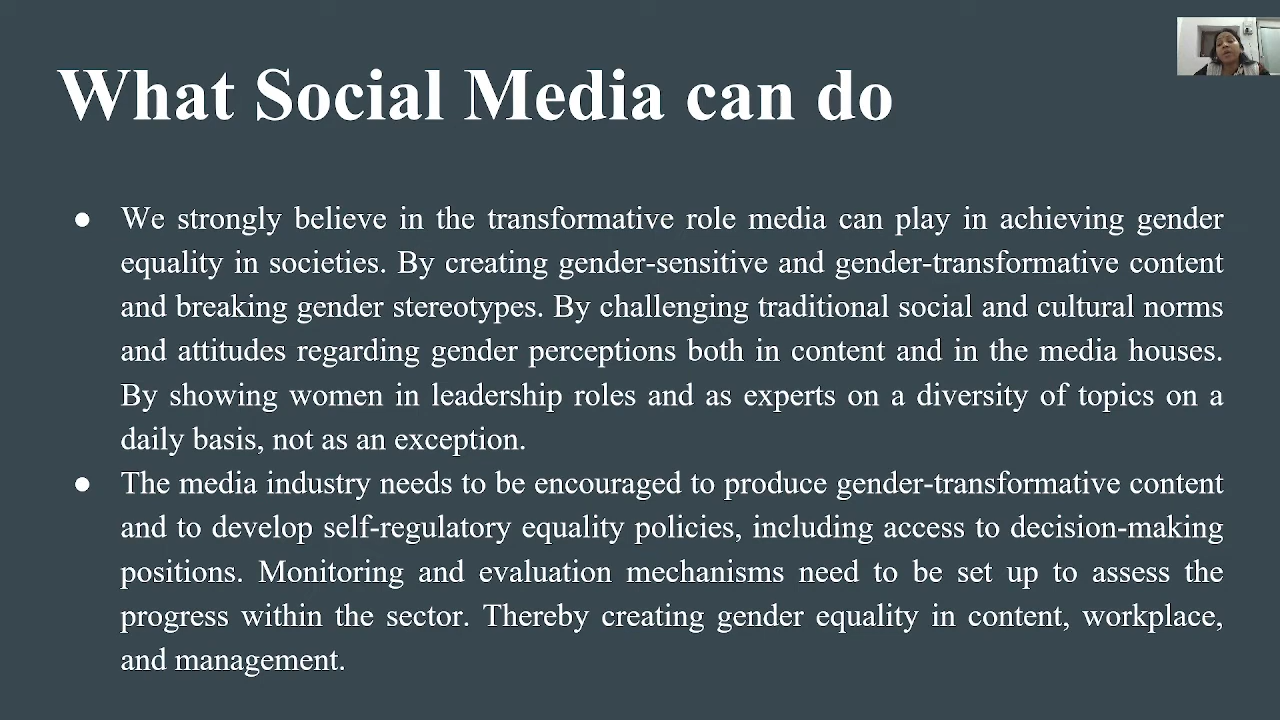 What Social Media can do
● We strongly believe in the transformative role media can play in achieving gender
equality in societies. By creating gender-sensitive and gender-transformative content
and breaking gender stereotypes. By challenging traditional social and cultural norms
and attitudes regarding gender perceptions both in content and in the media houses.
By showing women in leadership roles and as experts on a diversity of topics on a
daily basis, not as an exception.
● The media industry needs to be encouraged to produce gender-transformative content
and to develop self-regulatory equality policies, including access to decision-making
positions. Monitoring and evaluation mechanisms need to be set up to assess the
progress within the sector. Thereby creating gender equality in content, workplace,
and management.